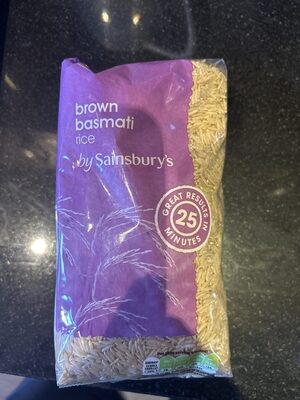 brown
basmati
rice
by Sainsbury's
GREAT RESULTS IN
25
MINUTES